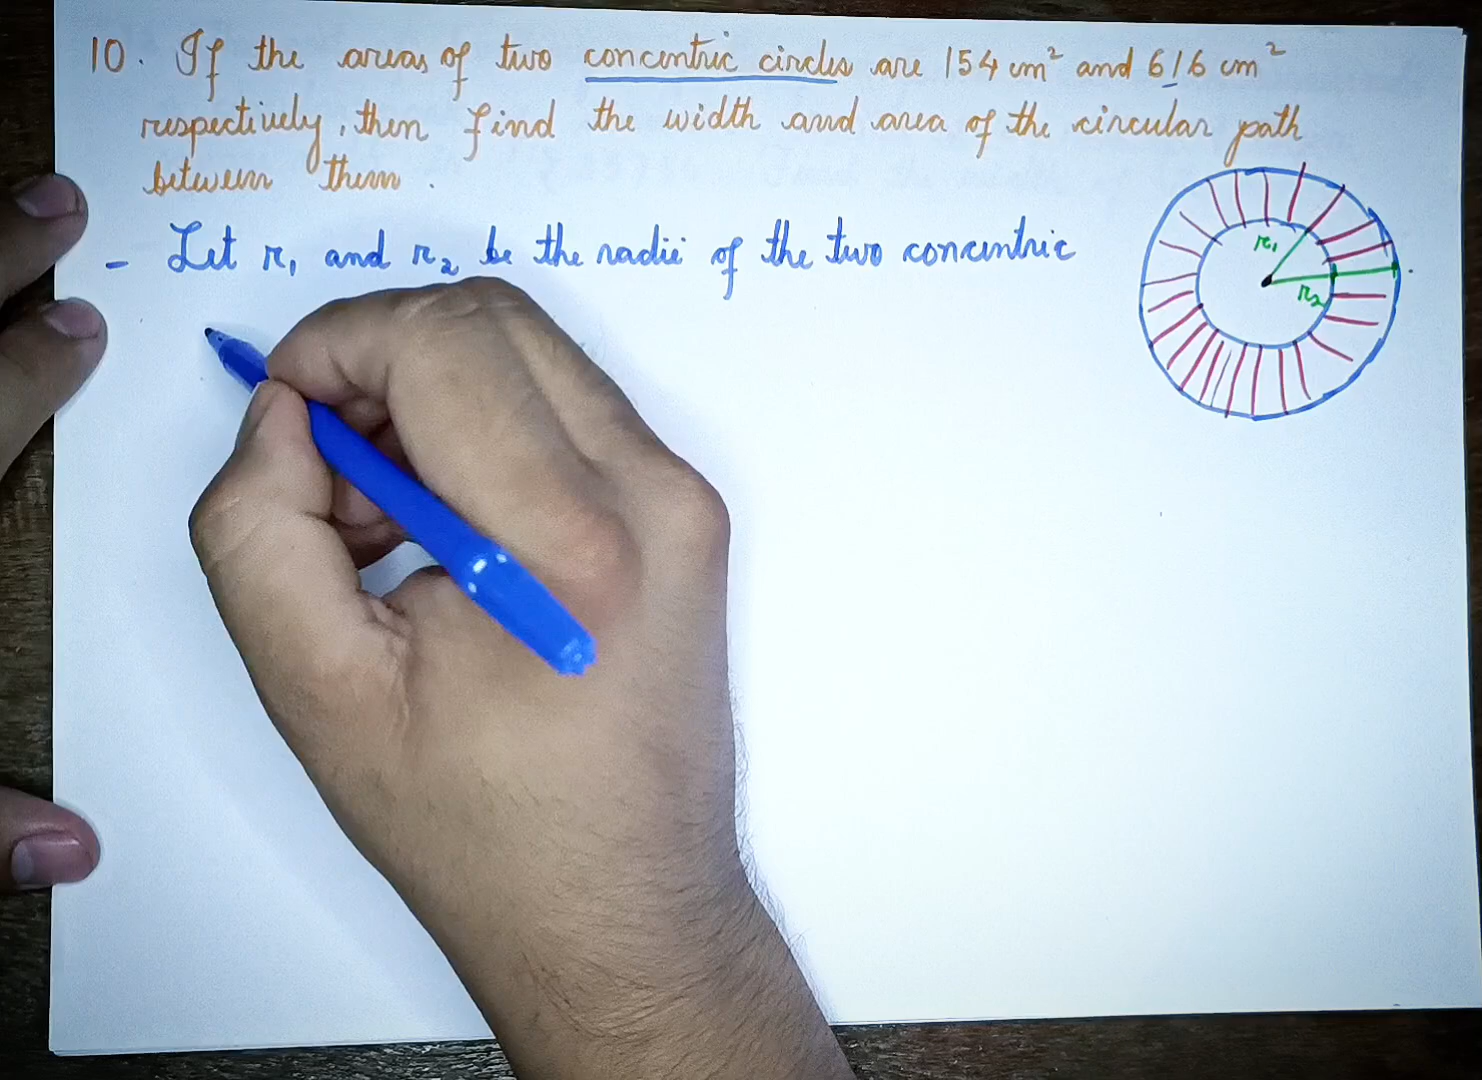 10. If the areas of two concentric circles are 154 cm² and 616 cm²
respectively, then find the width and area of the circular path
between them.
- Let r₁ and r₂ be the radii of the two concentric
r₁
r₂